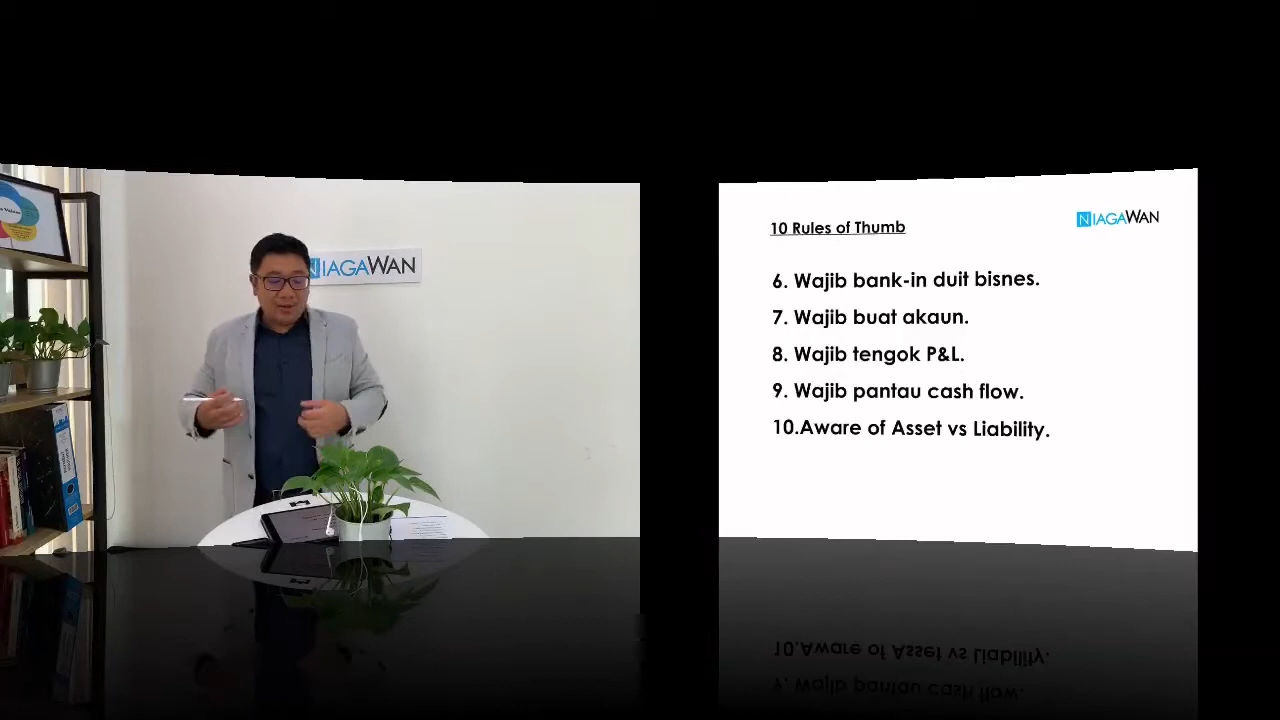 NIAGAWAN
10 Rules of Thumb
NIAGAWAN
6. Wajib bank-in duit bisnes.
7. Wajib buat akaun.
8. Wajib tengok P&L.
9. Wajib pantau cash flow.
10.Aware of Asset vs Liability.